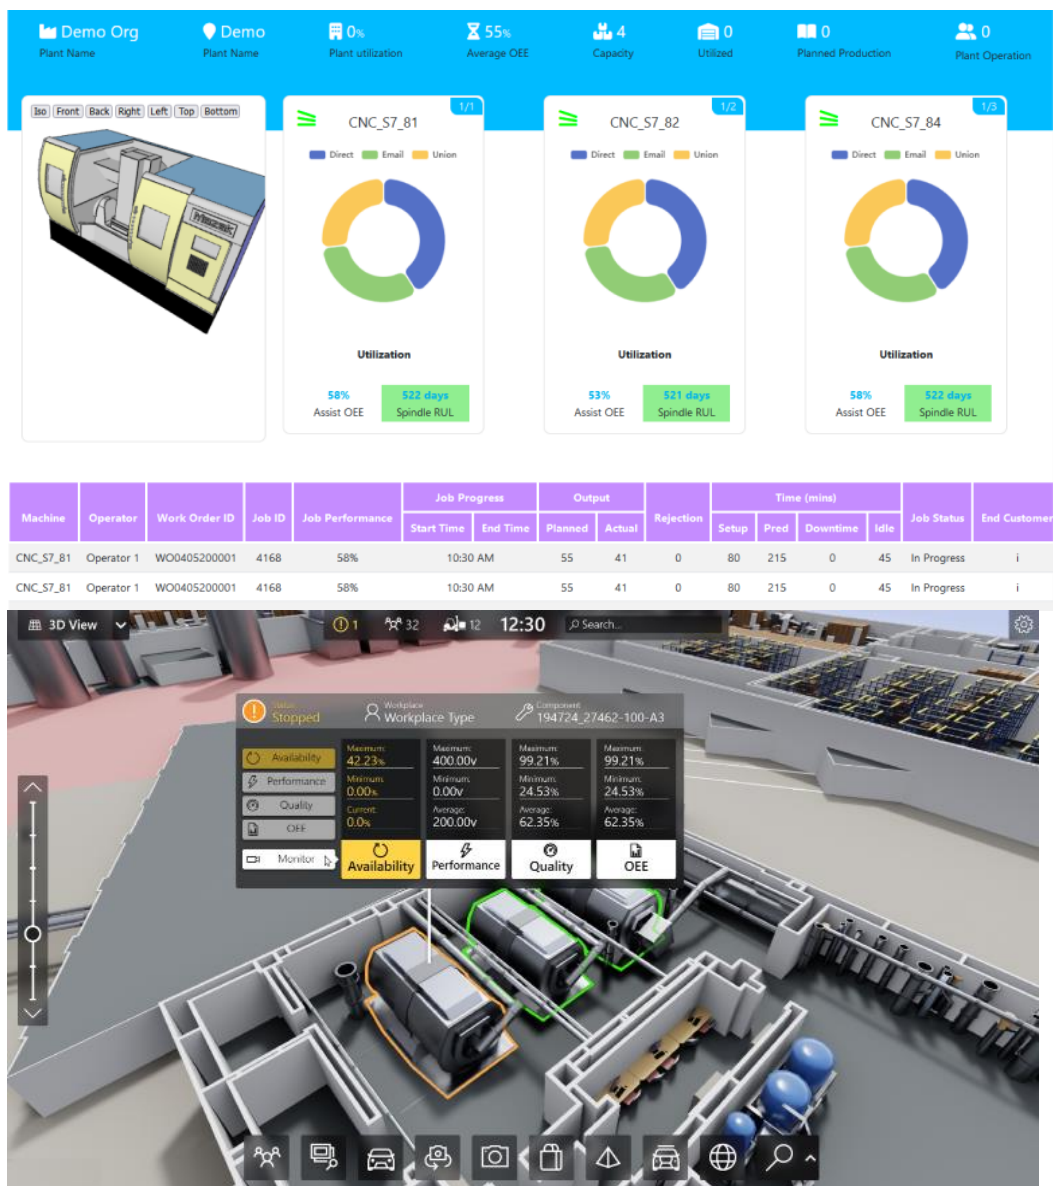 Demo Org Demo 0% 55% 4 0 0 0
Plant Name Plant Name Plant utilization Average OEE Capacity Utilized Planned Production Plant Operation
Iso Front Back Right Left Top Bottom
Mazak
1/1
CNC_S7_81
Direct Email Union
Utilization
58% 522 days
Assist OEE Spindle RUL
1/2
CNC_S7_82
Direct Email Union
Utilization
53% 521 days
Assist OEE Spindle RUL
1/3
CNC_S7_84
Direct Email Union
Utilization
58% 522 days
Assist OEE Spindle RUL
Machine Operator Work Order ID Job ID Job Performance Job Progress Output Rejection Time (mins) Job Status End Customer
Start Time End Time Planned Actual Setup Pred Downtime Idle
CNC_S7_81 Operator 1 WO0405200001 4168 58% 10:30 AM 55 41 0 80 215 0 45 In Progress i
CNC_S7_81 Operator 1 WO0405200001 4168 58% 10:30 AM 55 41 0 80 215 0 45 In Progress i
3D View 1 32 12 12:30 Search...
Status Workplace Component
Stopped Workplace Type 194724_27462-100-A3
Availability
Performance
Quality
OEE
Monitor
Maximum:
42.23%
Minimum:
0.00%
Current:
0.0%
Availability
Maximum:
400.00v
Minimum:
0.00v
Average:
200.00v
Performance
Maximum:
99.21%
Minimum:
24.53%
Average:
62.35%
Quality
Maximum:
99.21%
Minimum:
24.53%
Average:
62.35%
OEE